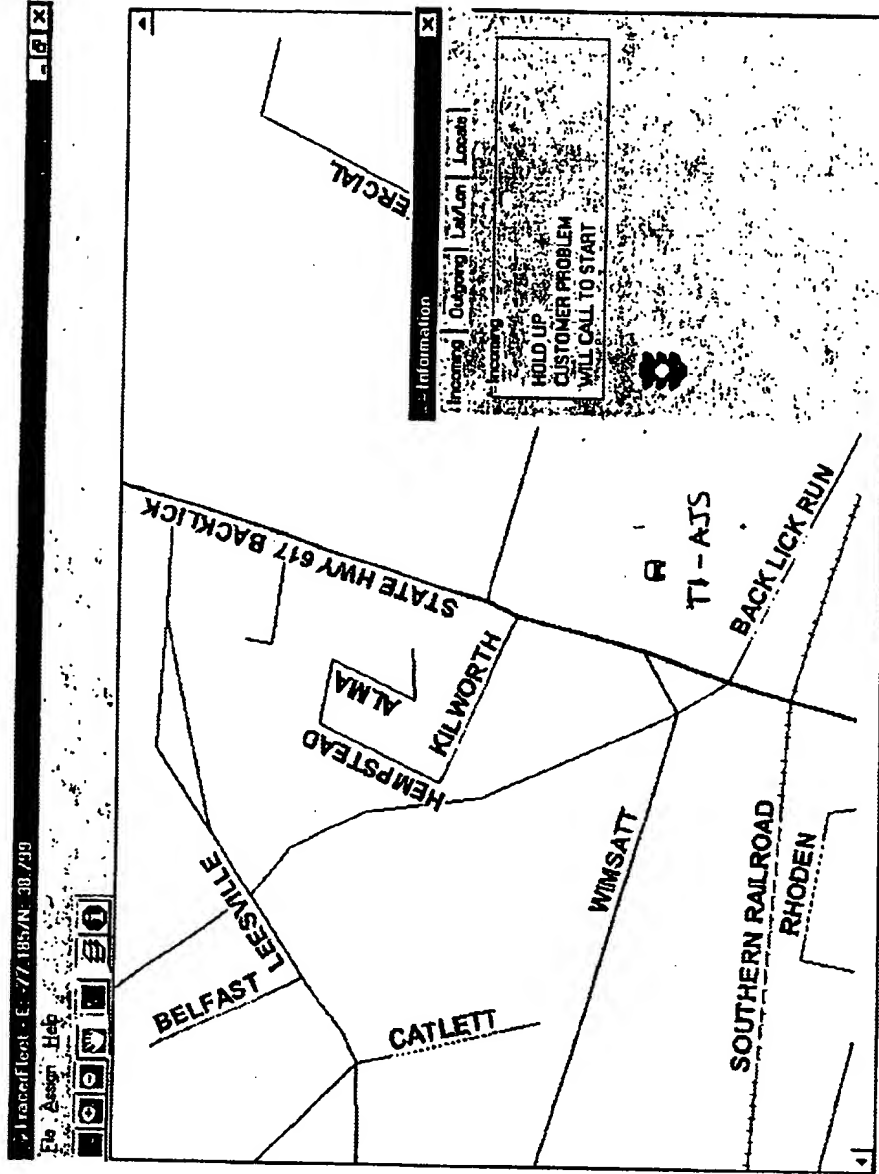 TracerFleet - E: -77.185/N: 38.799
File Assign Help
ERCIAL
STATE HWY 617 BACKLICK
LEESVILLE
BELFAST
CATLETT
HEMPSTEAD
ALMA
KILWORTH
WIMSATT
T1-AJS
BACK LICK RUN
SOUTHERN RAILROAD
RHODEN
Information
Incoming Outgoing Lat/Lon Locate
Incoming
HOLD UP
CUSTOMER PROBLEM
WILL CALL TO START